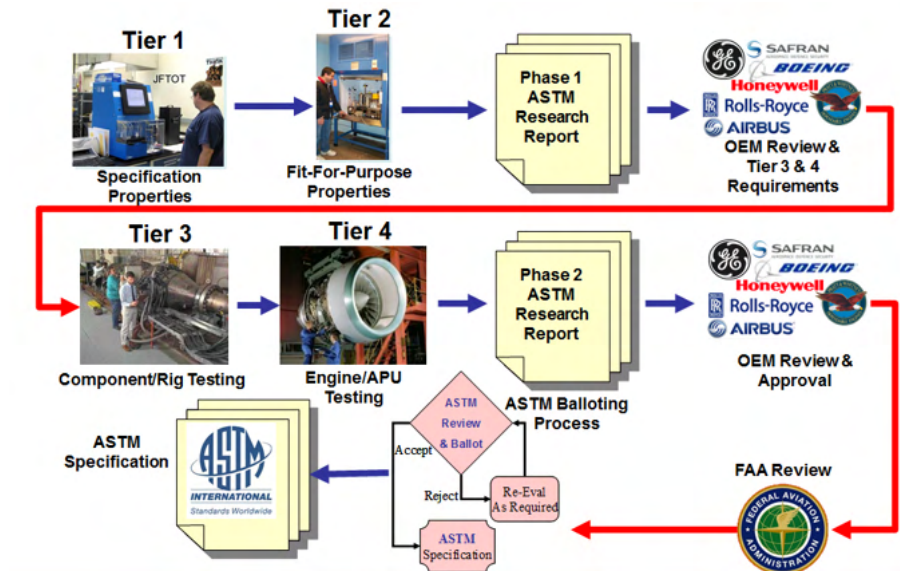 Tier 1
JFTOT
Specification
Properties
Tier 2
Fit-For-Purpose
Properties
Phase 1
ASTM
Research
Report
GE
SAFRAN
BOEING
Honeywell
Rolls-Royce
AIRBUS
OEM Review &
Tier 3 & 4
Requirements
Tier 3
Component/Rig Testing
Tier 4
Engine/APU
Testing
Phase 2
ASTM
Research
Report
GE
SAFRAN
BOEING
Honeywell
Rolls-Royce
AIRBUS
OEM Review &
Approval
ASTM
Specification
ASTM
INTERNATIONAL
Standards Worldwide
ASTM Balloting
Process
ASTM
Review
& Ballot
Accept
Reject
Re-Eval
As Required
ASTM
Specification
FAA Review
FEDERAL AVIATION
ADMINISTRATION